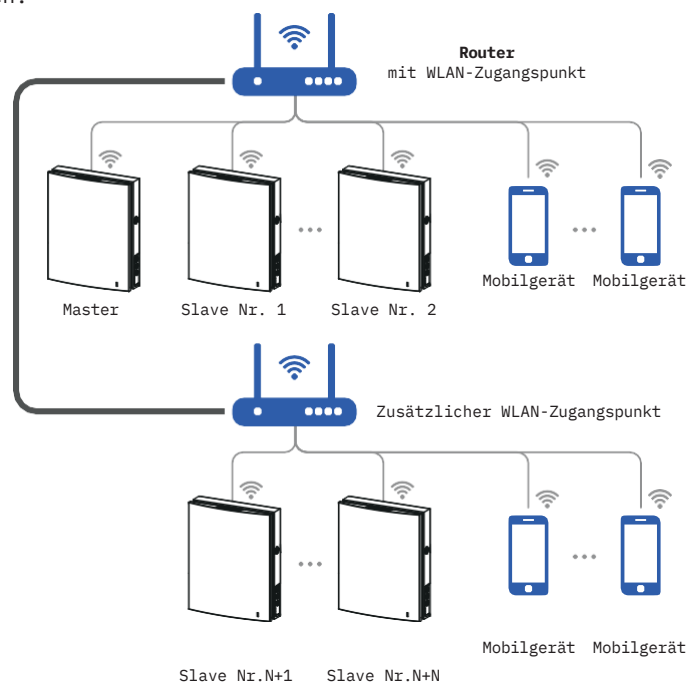 en.
Router
mit WLAN-Zugangspunkt
Mobilgerät Mobilgerät
Master Slave Nr. 1 Slave Nr. 2
Zusätzlicher WLAN-Zugangspunkt
Mobilgerät Mobilgerät
Slave Nr.N+1 Slave Nr.N+N